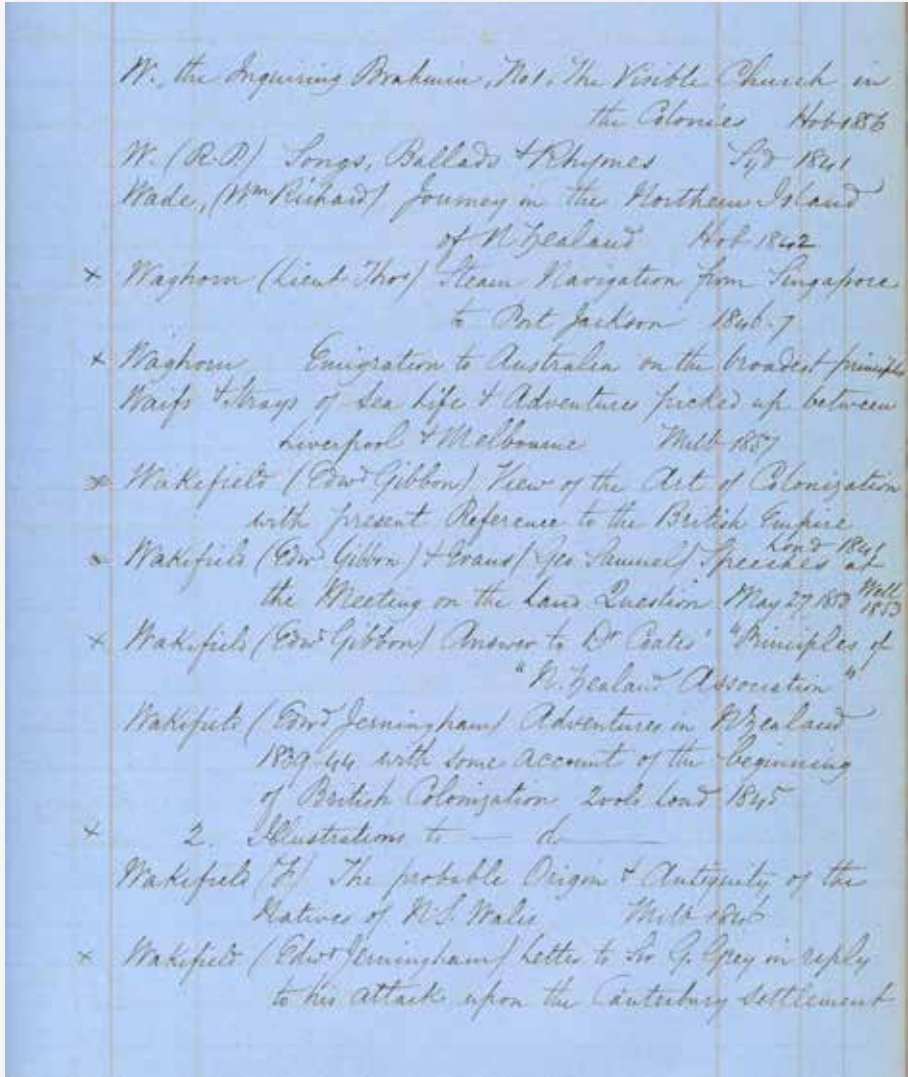 W., the Inquiring Brahmin, No 1, The Visible Church in
the Colonies Hob 1856
W. (R.P.) Songs, Ballads & Rhymes Syd 1841
Wade, (Wm Richard) Journey in the Northern Island
of N Zealand Hob 1842
x Waghorn (Lieut Thos) Steam Navigation from Singapore
to Port Jackson 1846-7
x Waghorn Emigration to Australia on the broadest principles
Waifs & Strays of Sea Life & Adventures picked up between
Liverpool & Melbourne Melb 1857
x Wakefield (Edwd Gibbon) View of the Art of Colonization
with present Reference to the British Empire
Lond
x Wakefield (Edw Gibbon) & Evans (Geo Samuel) Speeches at
the Meeting on the Land Question May 27 1853 Well 1853
x Wakefield (Edwd Gibbon) Answer to Dr Coates' "Principles of
"N. Zealand Association"
Wakefield (Edwd Jerningham) Adventures in N Zealand
1839-44 with some account of the beginning
of British Colonization 2 vols Lond 1845
x 2. Illustrations to — do —
Wakefield (F) The probable Origin & Antiquity of the
Natives of N.S. Wales Melb 1846
x Wakefield (Edwd Jerningham) Letter to Sir G. Grey in reply
to his attack upon the Canterbury Settlement